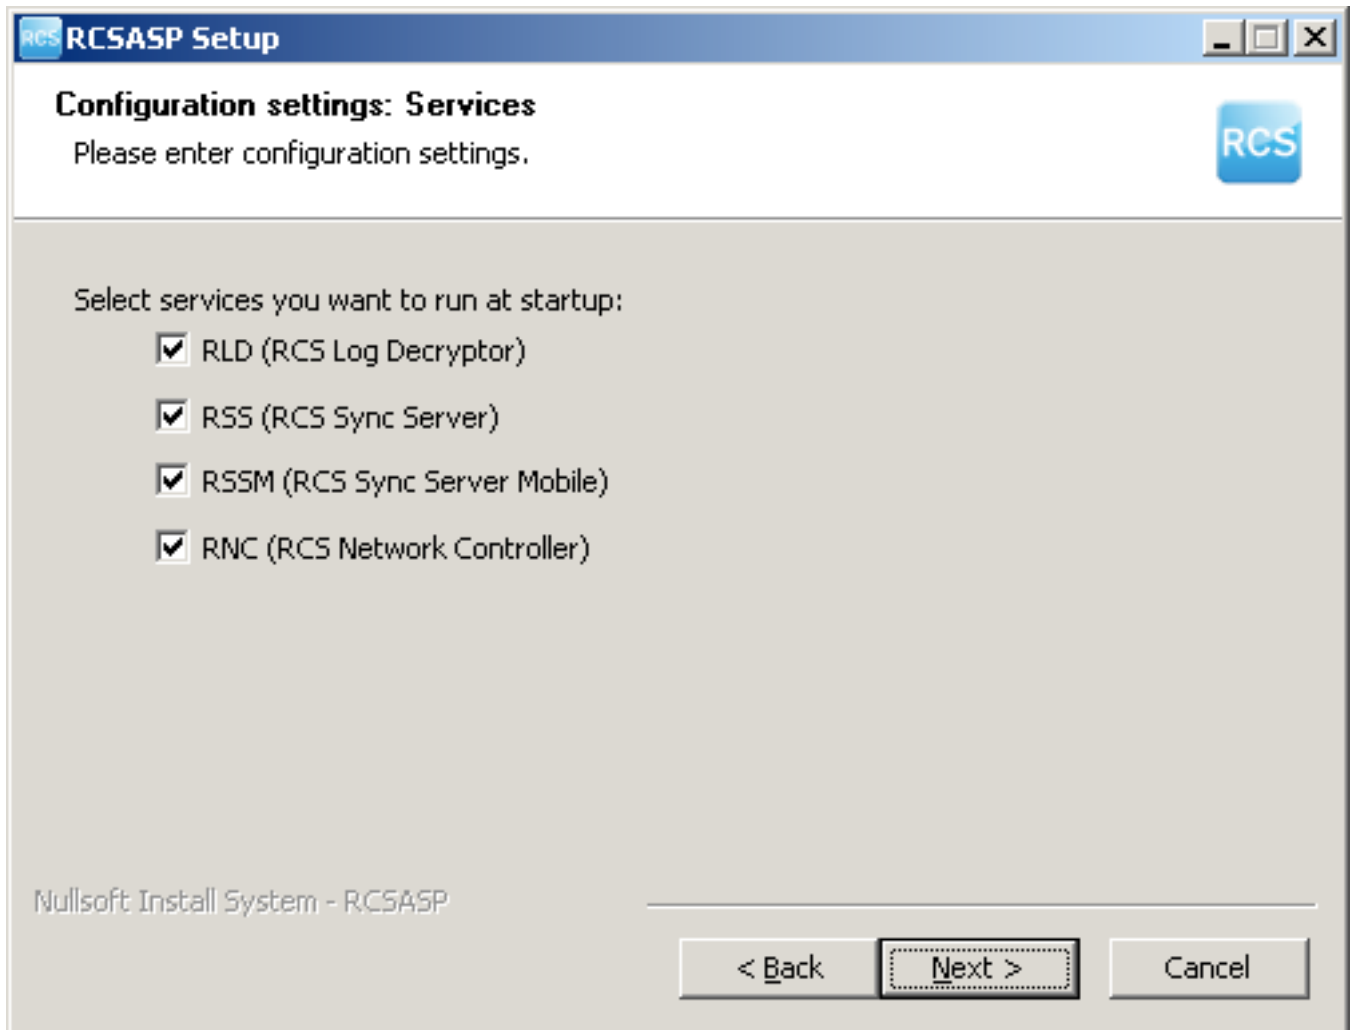 RCS RCSASP Setup
Configuration settings: Services
Please enter configuration settings.
RCS
Select services you want to run at startup:
RLD (RCS Log Decryptor)
RSS (RCS Sync Server)
RSSM (RCS Sync Server Mobile)
RNC (RCS Network Controller)
Nullsoft Install System - RCSASP
< Back Next > Cancel